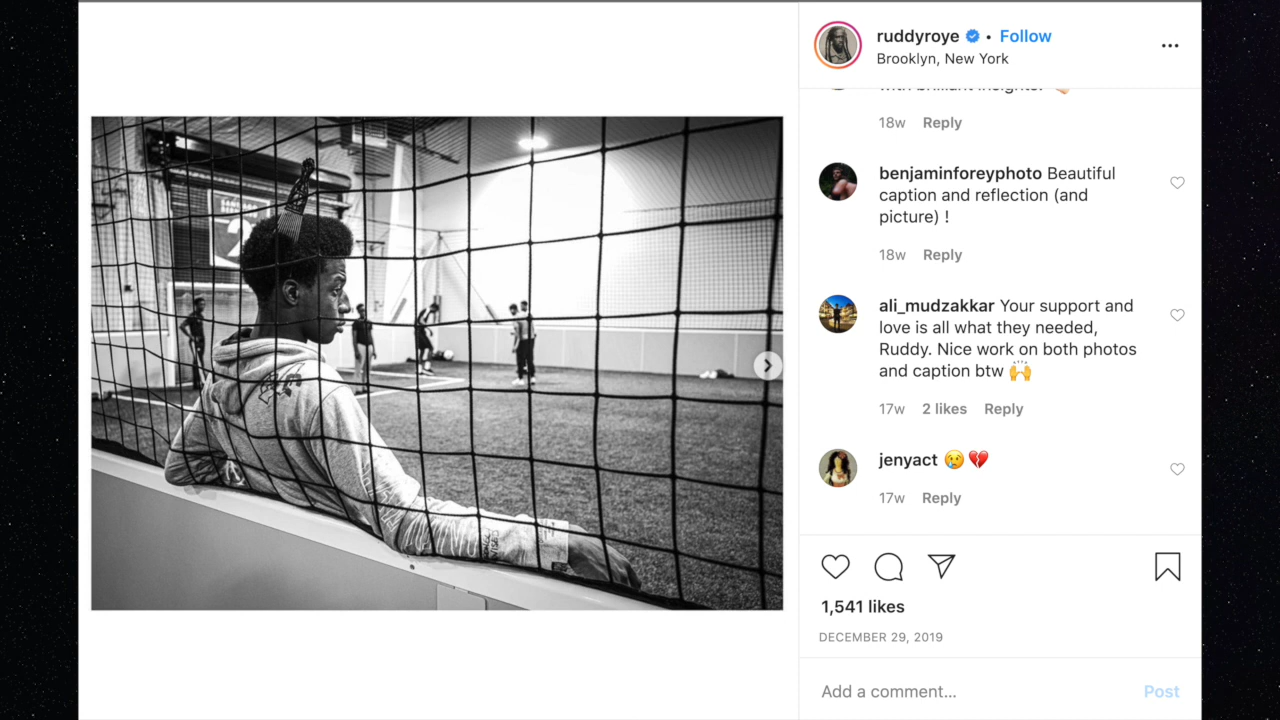 ruddyroye • Follow
Brooklyn, New York
18w Reply
benjaminforeyphoto Beautiful
caption and reflection (and
picture) !
18w Reply
ali_mudzakkar Your support and
love is all what they needed,
Ruddy. Nice work on both photos
and caption btw 🙌
17w 2 likes Reply
jenyact 😢💔
17w Reply
1,541 likes
DECEMBER 29, 2019
Add a comment... Post